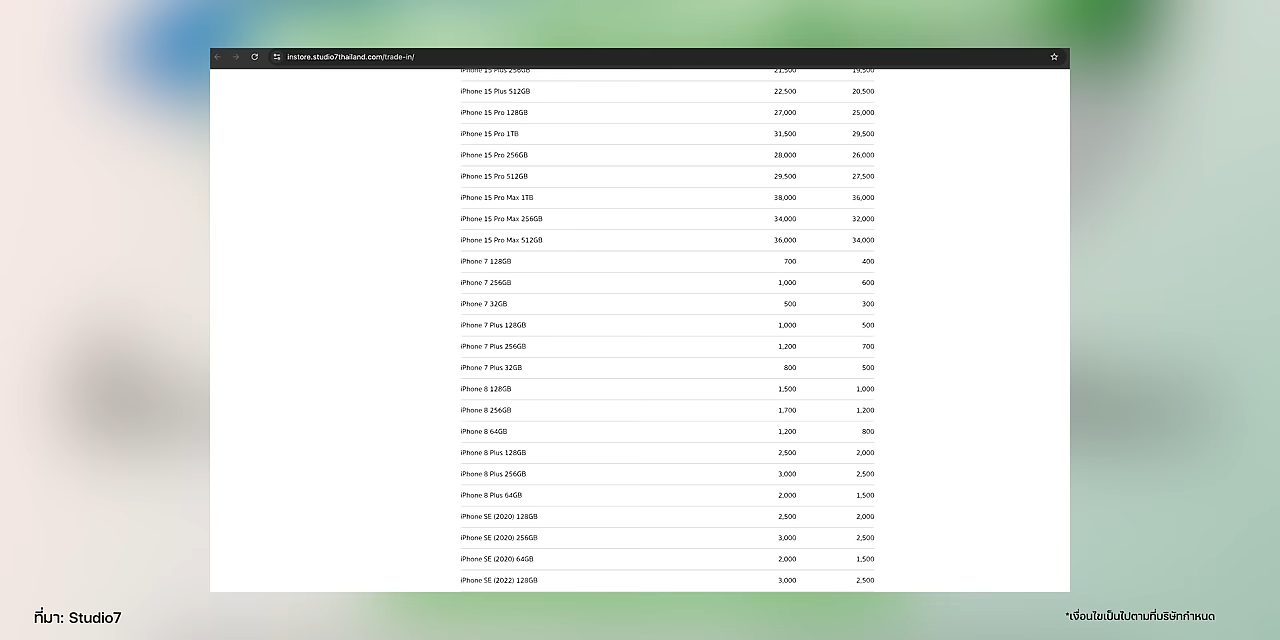 instore.studio7thailand.com/trade-in/
iPhone 15 Plus 256GB 21,500 19,500
iPhone 15 Plus 512GB 22,500 20,500
iPhone 15 Pro 128GB 27,000 25,000
iPhone 15 Pro 1TB 31,500 29,500
iPhone 15 Pro 256GB 28,000 26,000
iPhone 15 Pro 512GB 29,500 27,500
iPhone 15 Pro Max 1TB 38,000 36,000
iPhone 15 Pro Max 256GB 34,000 32,000
iPhone 15 Pro Max 512GB 36,000 34,000
iPhone 7 128GB 700 400
iPhone 7 256GB 1,000 600
iPhone 7 32GB 500 300
iPhone 7 Plus 128GB 1,000 500
iPhone 7 Plus 256GB 1,200 700
iPhone 7 Plus 32GB 800 500
iPhone 8 128GB 1,500 1,000
iPhone 8 256GB 1,700 1,200
iPhone 8 64GB 1,200 800
iPhone 8 Plus 128GB 2,500 2,000
iPhone 8 Plus 256GB 3,000 2,500
iPhone 8 Plus 64GB 2,000 1,500
iPhone SE (2020) 128GB 2,500 2,000
iPhone SE (2020) 256GB 3,000 2,500
iPhone SE (2020) 64GB 2,000 1,500
iPhone SE (2022) 128GB 3,000 2,500
ที่มา: Studio7
*เงื่อนไขเป็นไปตามที่บริษัทกำหนด